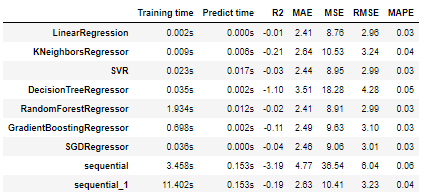 Training time Predict time R2 MAE MSE RMSE MAPE
LinearRegression 0.002s 0.000s -0.01 2.41 8.76 2.96 0.03
KNeighborsRegressor 0.009s 0.006s -0.21 2.64 10.53 3.24 0.04
SVR 0.023s 0.017s -0.03 2.44 8.95 2.99 0.03
DecisionTreeRegressor 0.035s 0.002s -1.10 3.51 18.28 4.28 0.05
RandomForestRegressor 1.934s 0.012s -0.02 2.41 8.91 2.99 0.03
GradientBoostingRegressor 0.698s 0.002s -0.11 2.49 9.63 3.10 0.03
SGDRegressor 0.036s 0.000s -0.04 2.46 9.06 3.01 0.03
sequential 3.458s 0.153s -3.19 4.77 36.54 6.04 0.06
sequential_1 11.402s 0.153s -0.19 2.63 10.41 3.23 0.04